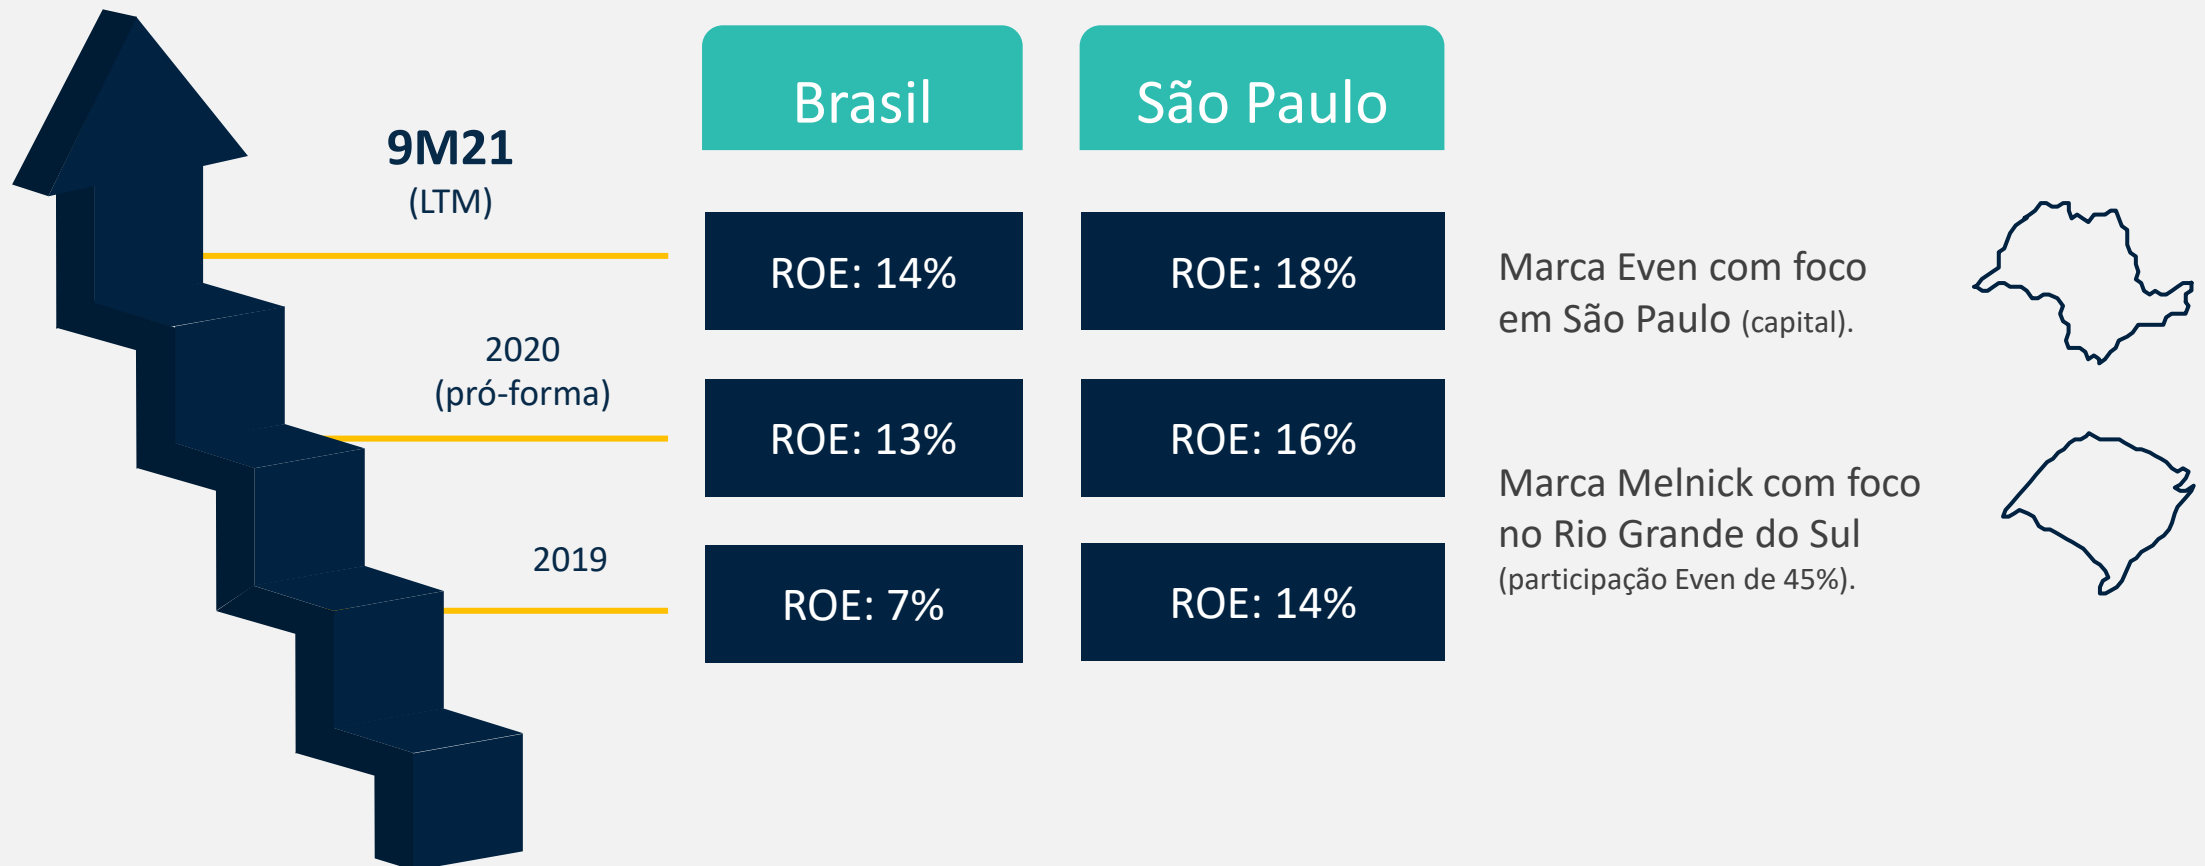 Brasil
São Paulo
9M21
(LTM)
ROE: 14%
ROE: 18%
Marca Even com foco
em São Paulo (capital).
2020
(pró-forma)
ROE: 13%
ROE: 16%
Marca Melnick com foco
no Rio Grande do Sul
(participação Even de 45%).
2019
ROE: 7%
ROE: 14%